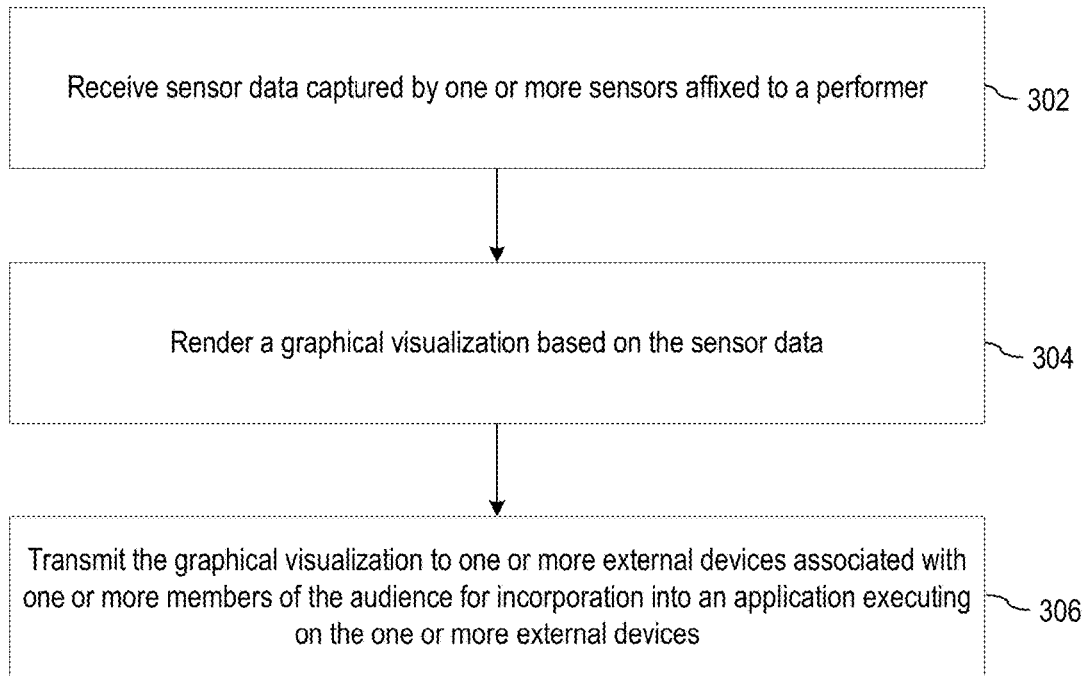 Receive sensor data captured by one or more sensors affixed to a performer
302
Render a graphical visualization based on the sensor data
304
Transmit the graphical visualization to one or more external devices associated with
one or more members of the audience for incorporation into an application executing
on the one or more external devices
306